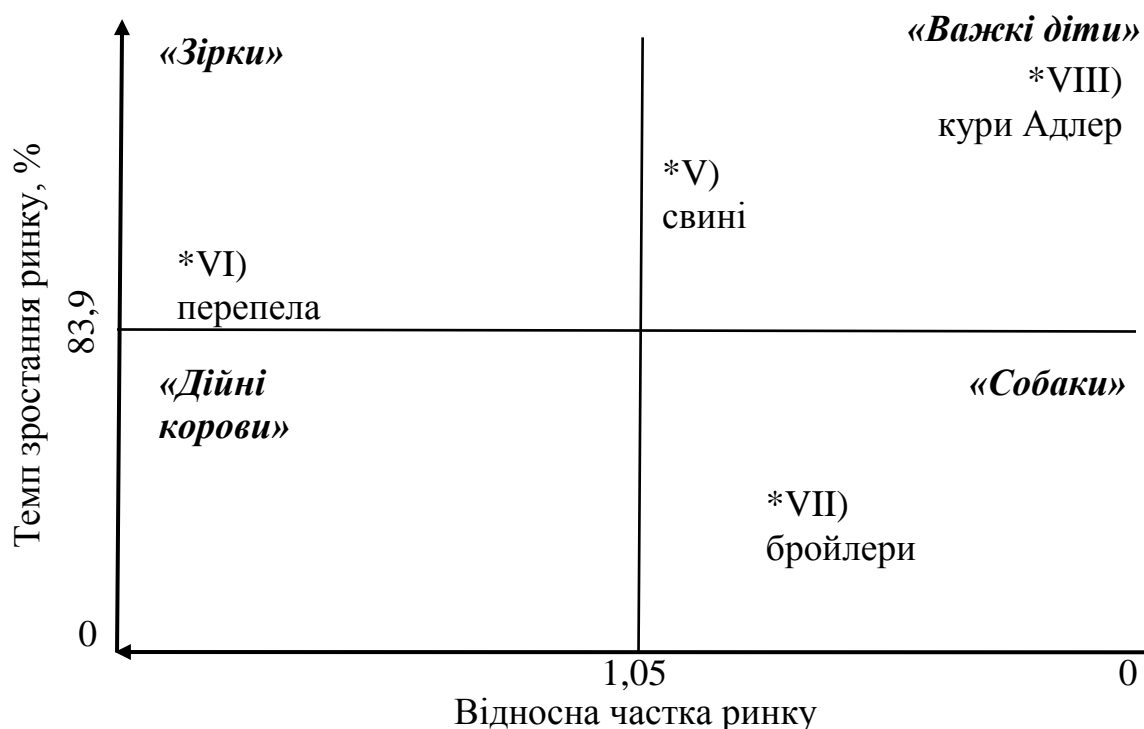 «Зірки»
«Важкі діти»
*VIII)
кури Адлер
*V)
свині
*VI)
перепела
Темп зростання ринку, %
83,9
«Дійні
корови»
«Собаки»
*VII)
бройлери
0
1,05
0
Відносна частка ринку